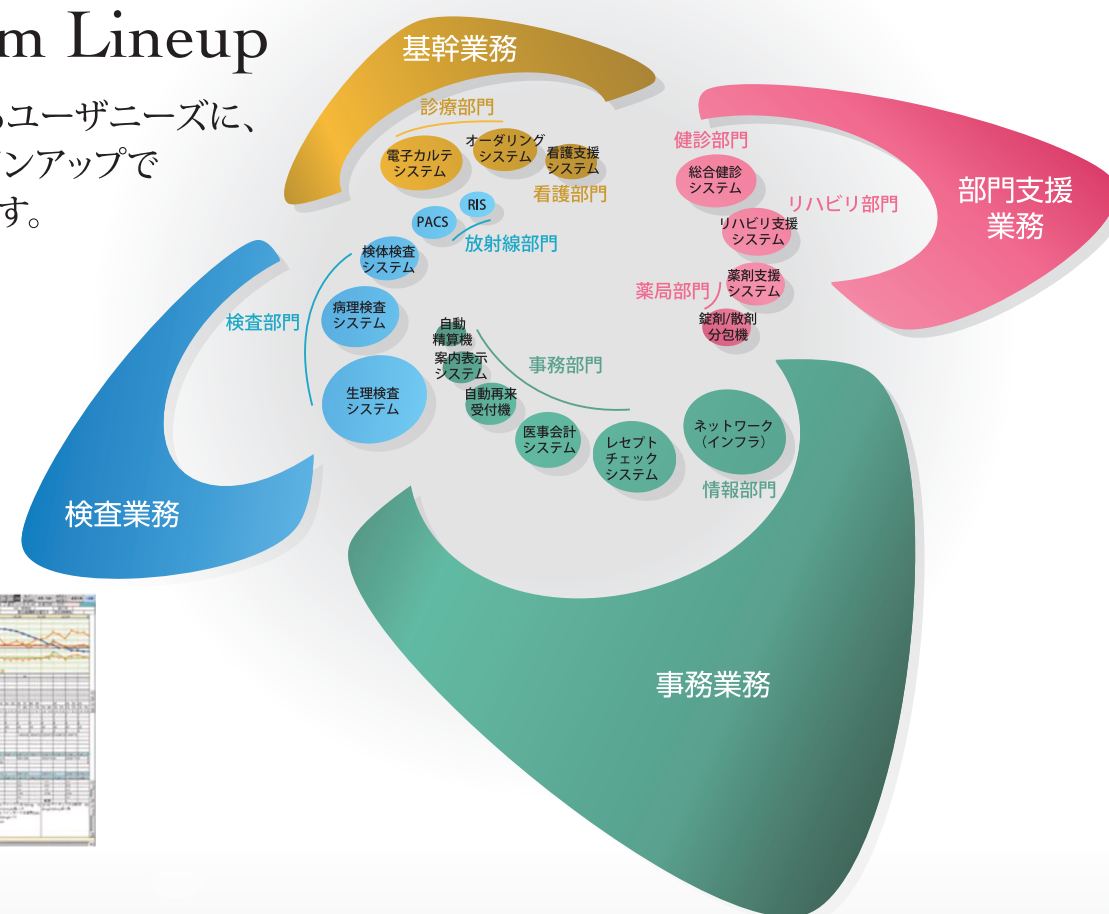 m Lineup
るユーザニーズに、
インアップで
す。
基幹業務
診療部門
電子カルテ
システム
オーダリング
システム
看護支援
システム
看護部門
RIS
PACS
放射線部門
検体検査
システム
病理検査
システム
検査部門
生理検査
システム
検査業務
健診部門
総合健診
システム
リハビリ部門
リハビリ支援
システム
部門支援
業務
薬剤支援
システム
薬局部門
錠剤/散剤
分包機
自動
精算機
案内表示
システム
事務部門
自動再来
受付機
医事会計
システム
レセプト
チェック
システム
ネットワーク
（インフラ）
情報部門
事務業務